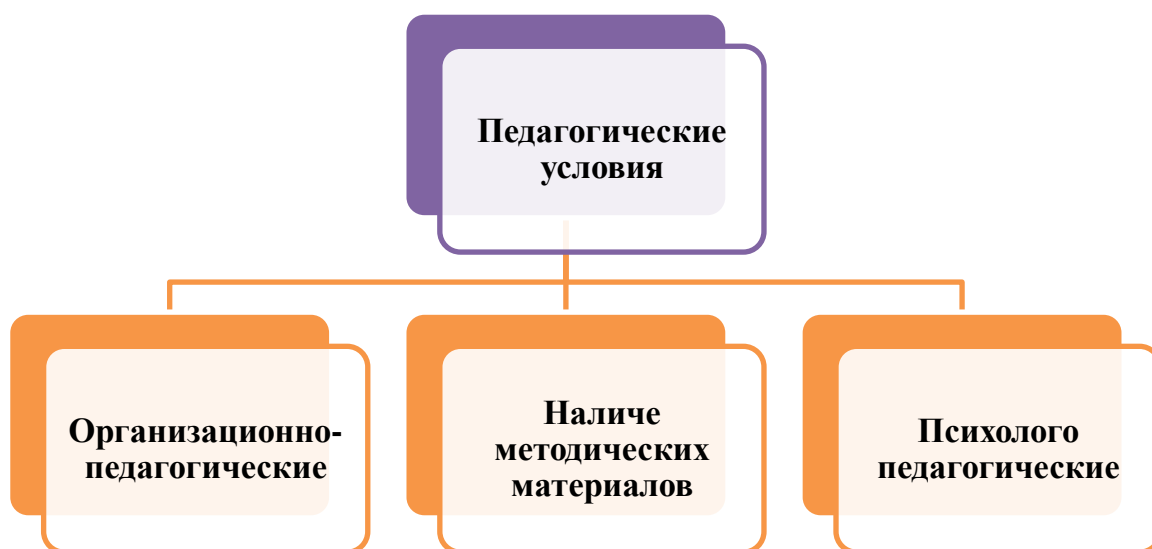 Педагогические
условия
Организационно-
педагогические
Наличе
методических
материалов
Психолого
педагогические